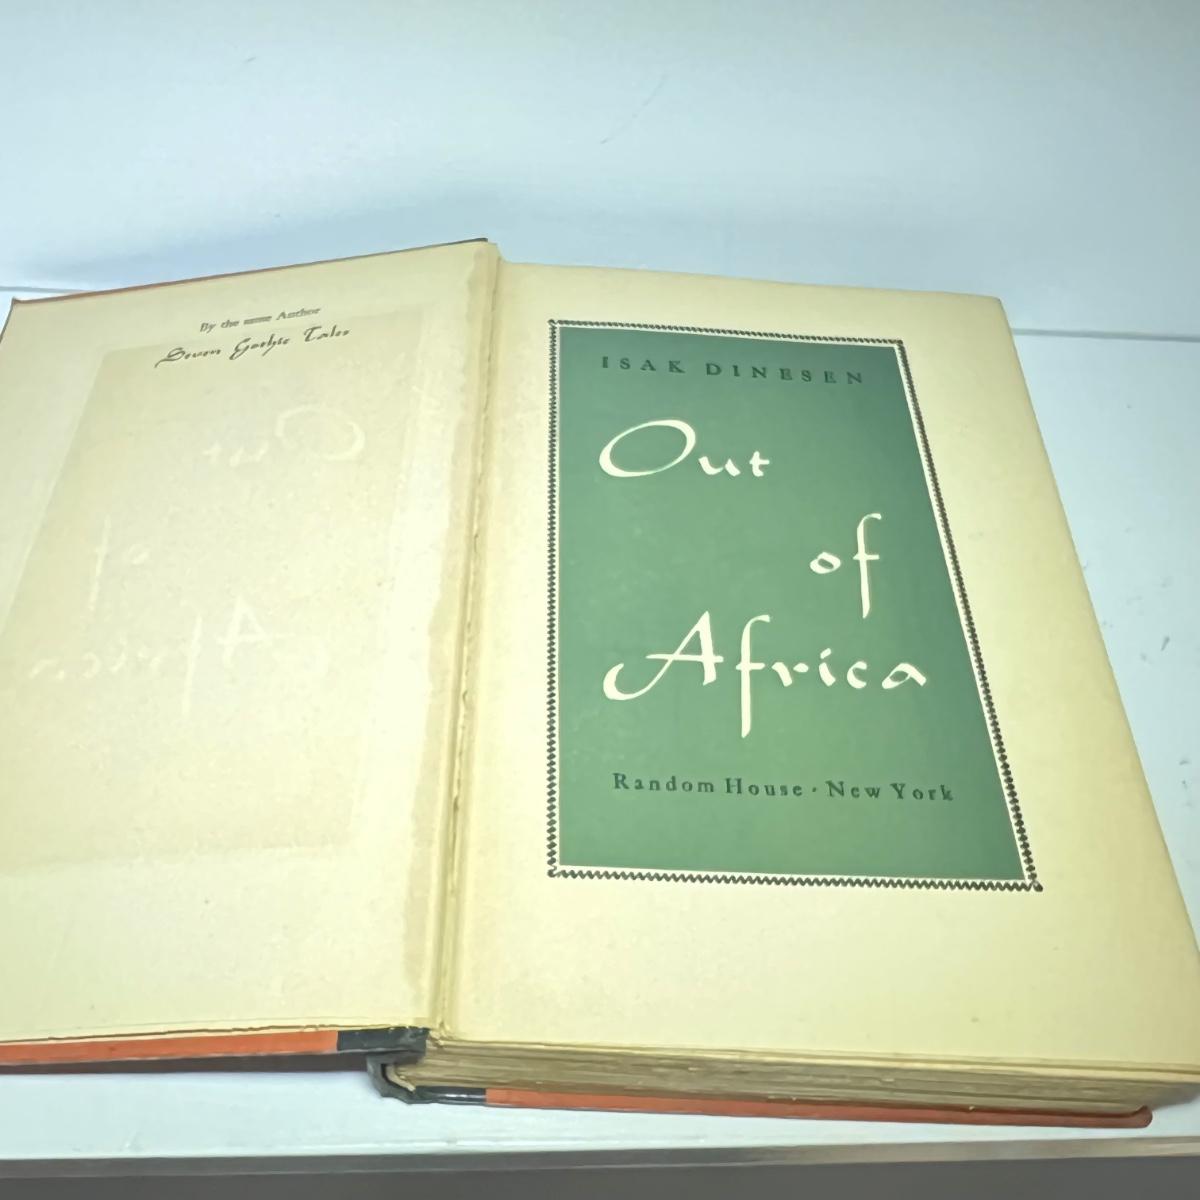 By the same Author
Seven Gothic Tales
ISAK DINESEN
Out
of
Africa
Random House · New York